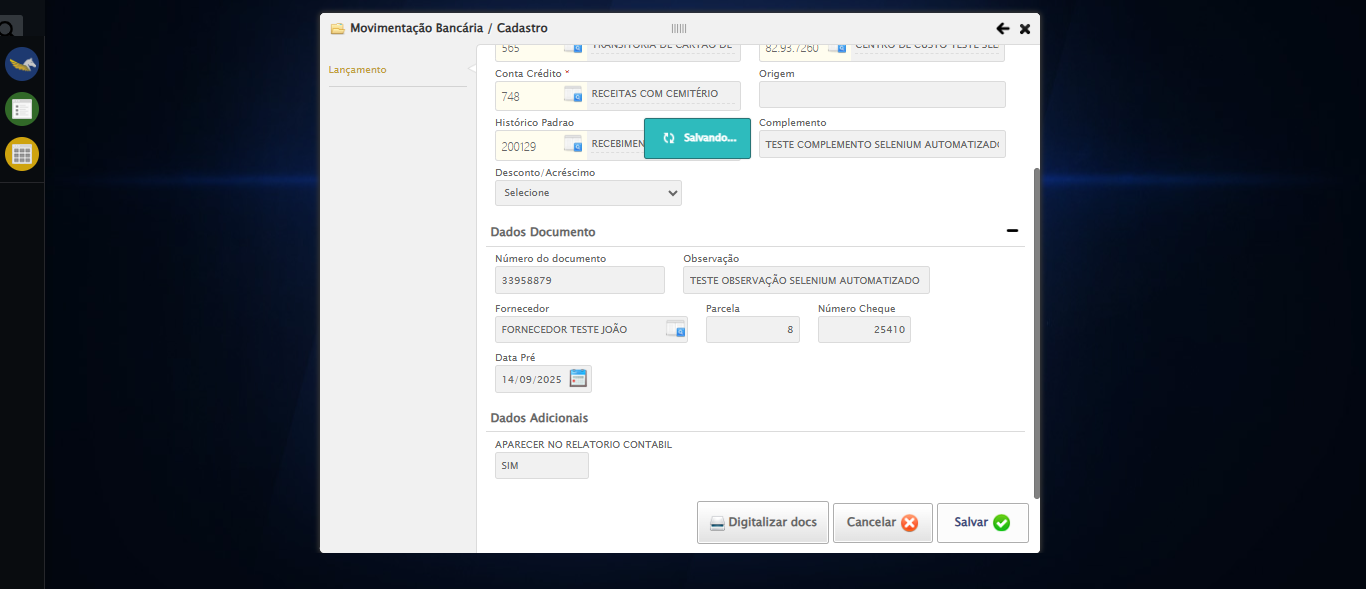 Movimentação Bancária / Cadastro
Lançamento
565 TRANSITÓRIA DE CARTÃO DE
82.93.7260 CENTRO DE CUSTO TESTE SEL
Conta Crédito *
Origem
748 RECEITAS COM CEMITÉRIO
Histórico Padrao
Complemento
200129 RECEBIMEN
Salvando...
TESTE COMPLEMENTO SELENIUM AUTOMATIZADO
Desconto/Acréscimo
Selecione
Dados Documento
Número do documento
Observação
33958879
TESTE OBSERVAÇÃO SELENIUM AUTOMATIZADO
Fornecedor
Parcela
Número Cheque
FORNECEDOR TESTE JOÃO
8
25410
Data Pré
14/09/2025
Dados Adicionais
APARECER NO RELATORIO CONTABIL
SIM
Digitalizar docs
Cancelar
Salvar